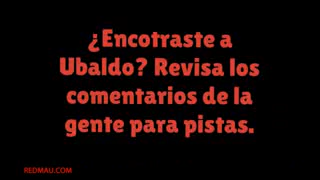 ¿Encotraste a
Ubaldo? Revisa los
comentarios de la
gente para pistas.
REDMAU.COM